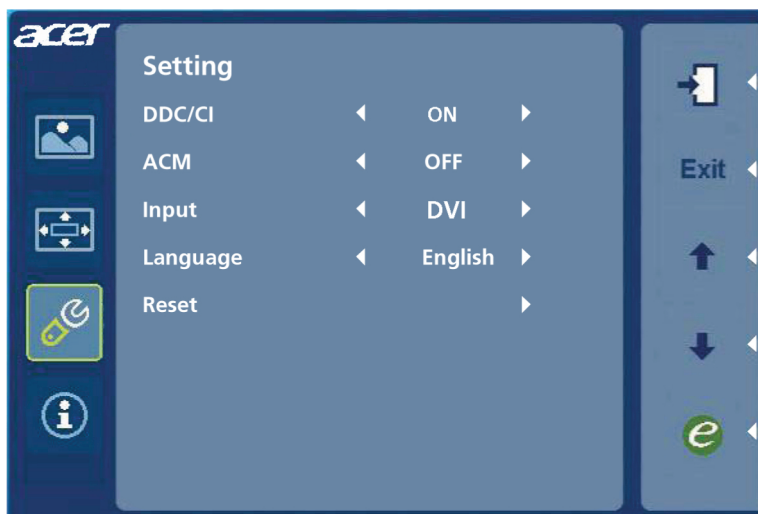 acer
Setting
DDC/CI ON
ACM OFF
Input DVI
Language English
Reset
Exit
e